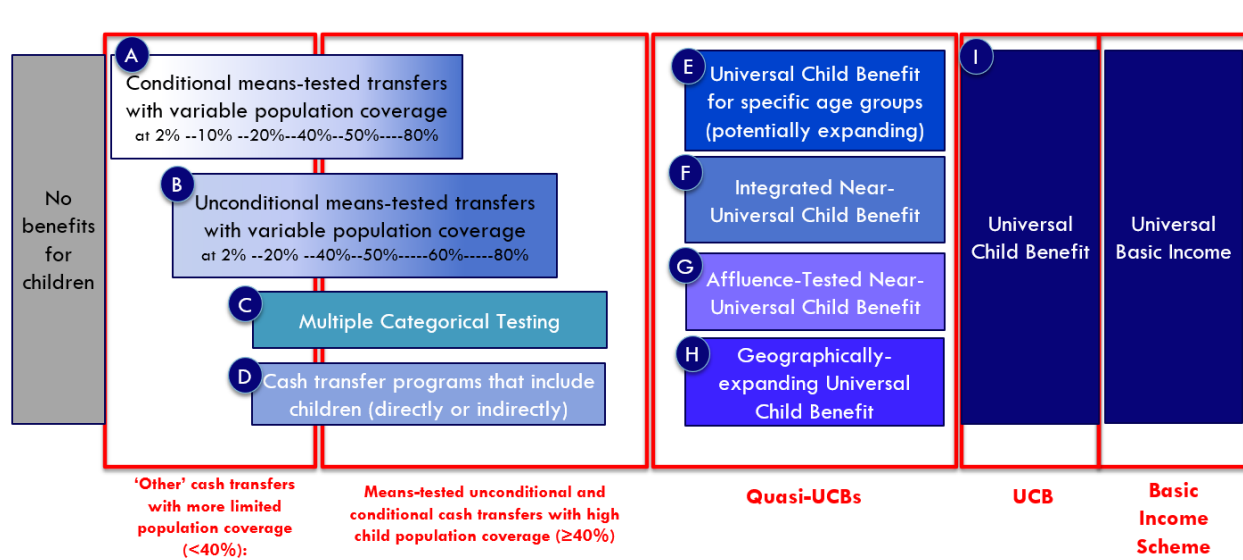 No
benefits
for
children
A
Conditional means-tested transfers
with variable population coverage
at 2% --10% --20%--40%--50%----80%
B
Unconditional means-tested transfers
with variable population coverage
at 2% --20% --40%--50%-----60%-----80%
C
Multiple Categorical Testing
D
Cash transfer programs that include
children (directly or indirectly)
E
Universal Child Benefit
for specific age groups
(potentially expanding)
F
Integrated Near-
Universal Child Benefit
G
Affluence-Tested Near-
Universal Child Benefit
H
Geographically-
expanding Universal
Child Benefit
I
Universal
Child Benefit
Universal
Basic Income
‘Other’ cash transfers
with more limited
population coverage
(<40%):
Means-tested unconditional and
conditional cash transfers with high
child population coverage (≥40%)
Quasi-UCBs
UCB
Basic
Income
Scheme